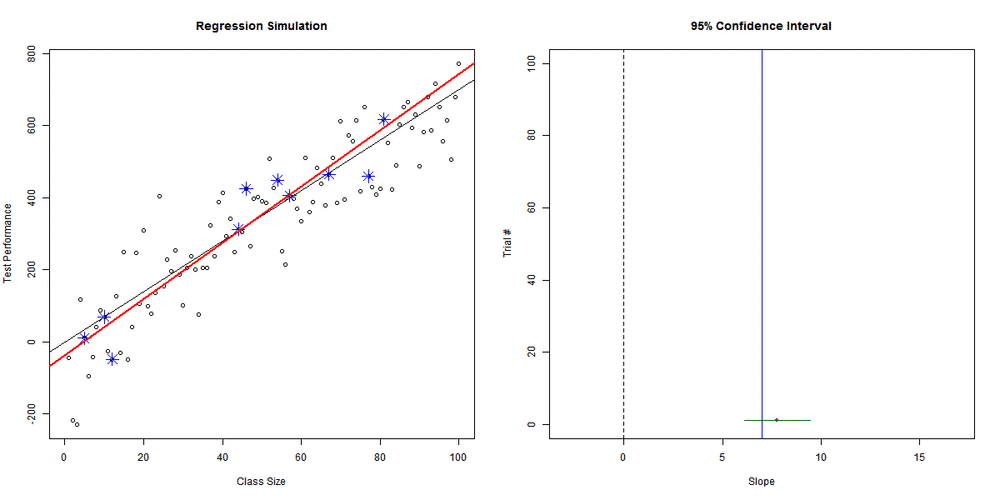 Regression Simulation
Test Performance
800
600
400
200
0
-200
0 20 40 60 80 100
Class Size
95% Confidence Interval
Trial #
100
80
60
40
20
0
0 5 10 15
Slope